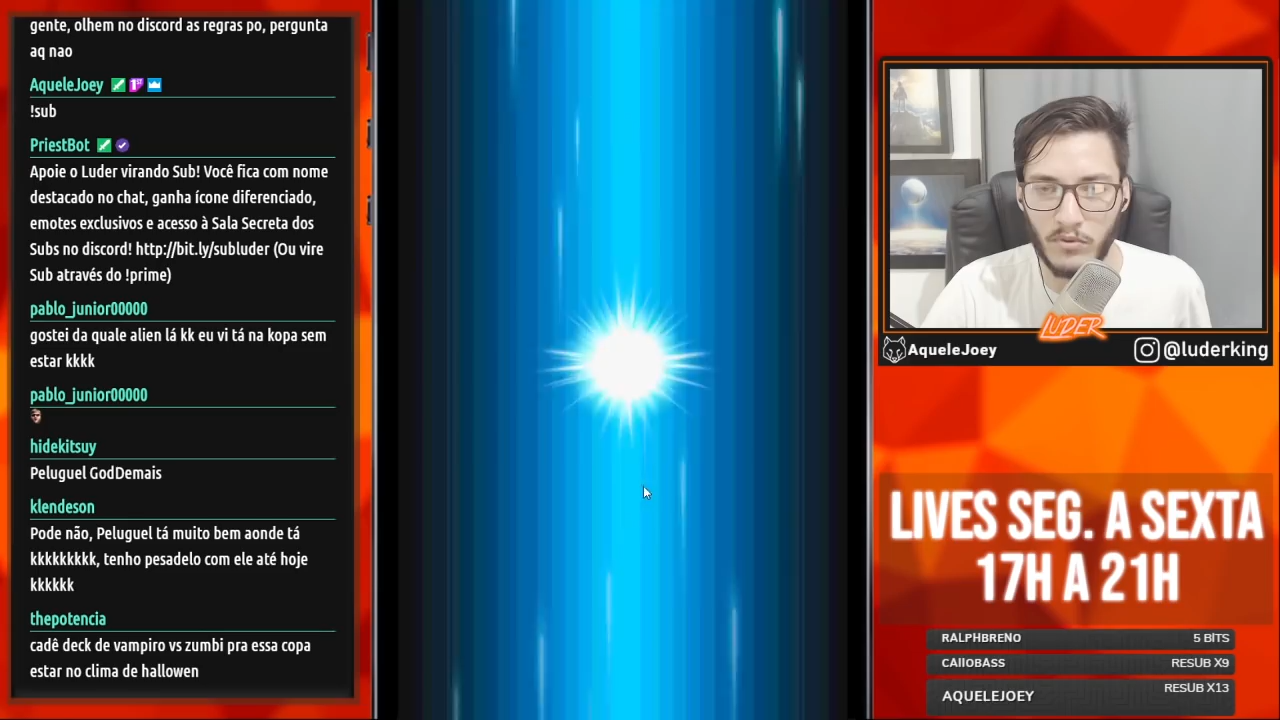 gente, olhem no discord as regras po, pergunta
aq nao
AqueleJoey
!sub
PriestBot
Apoie o Luder virando Sub! Você fica com nome
destacado no chat, ganha ícone diferenciado,
emotes exclusivos e acesso à Sala Secreta dos
Subs no discord! http://bit.ly/subluder (Ou vire
Sub através do !prime)
pablo_junior00000
gostei da quale alien lá kk eu vi tá na kopa sem
estar kkkk
pablo_junior00000
hidekitsuy
Peluguel GodDemais
klendeson
Pode não, Peluguel tá muito bem aonde tá
kkkkkkkkk, tenho pesadelo com ele até hoje
kkkkkk
thepotencia
cadê deck de vampiro vs zumbi pra essa copa
estar no clima de hallowen
LUDER
AqueleJoey
@luderking
LIVES SEG. A SEXTA
17H A 21H
RALPHBRENO 5 BITS
CAIIOBASS RESUB X9
AQUELEJOEY RESUB X13